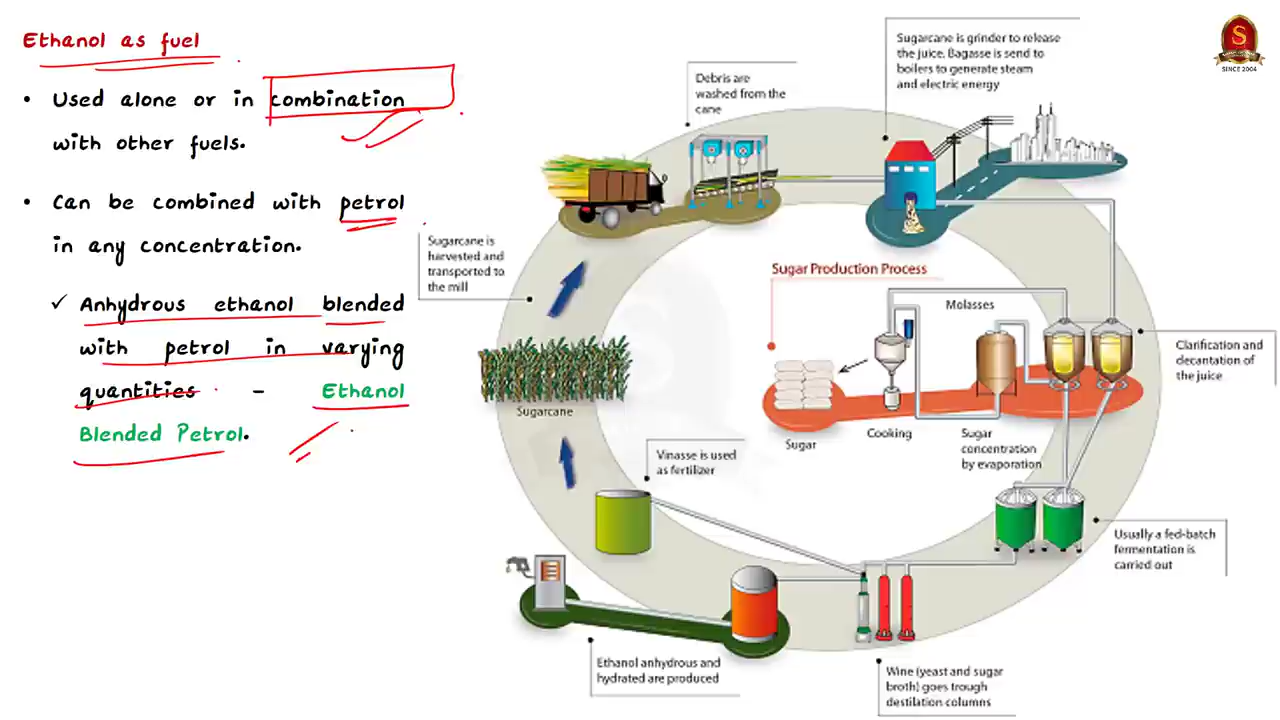 Ethanol as fuel
• Used alone or in combination
with other fuels.
• Can be combined with petrol
in any concentration.
✓ Anhydrous ethanol blended
with petrol in varying
quantities – Ethanol
Blended Petrol.
Sugarcane is grinder to release
the juice. Bagasse is send to
boilers to generate steam
and electric energy
S
SINCE 2004
Debris are
washed from the
cane
Sugarcane is
harvested and
transported to
the mill
Sugar Production Process
Molasses
Clarification and
decantation of
the juice
Sugarcane
Sugar
Cooking
Sugar
concentration
by evaporation
Vinasse is used
as fertilizer
Usually a fed-batch
fermentation is
carried out
Ethanol anhydrous and
hydrated are produced
Wine (yeast and sugar
broth) goes trough
destilation columns